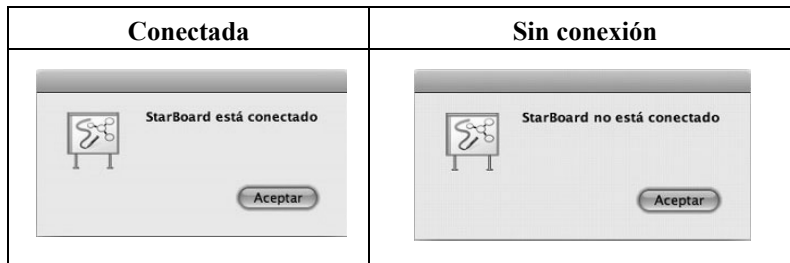 Conectada
Sin conexión
StarBoard está conectado
Aceptar
StarBoard no está conectado
Aceptar